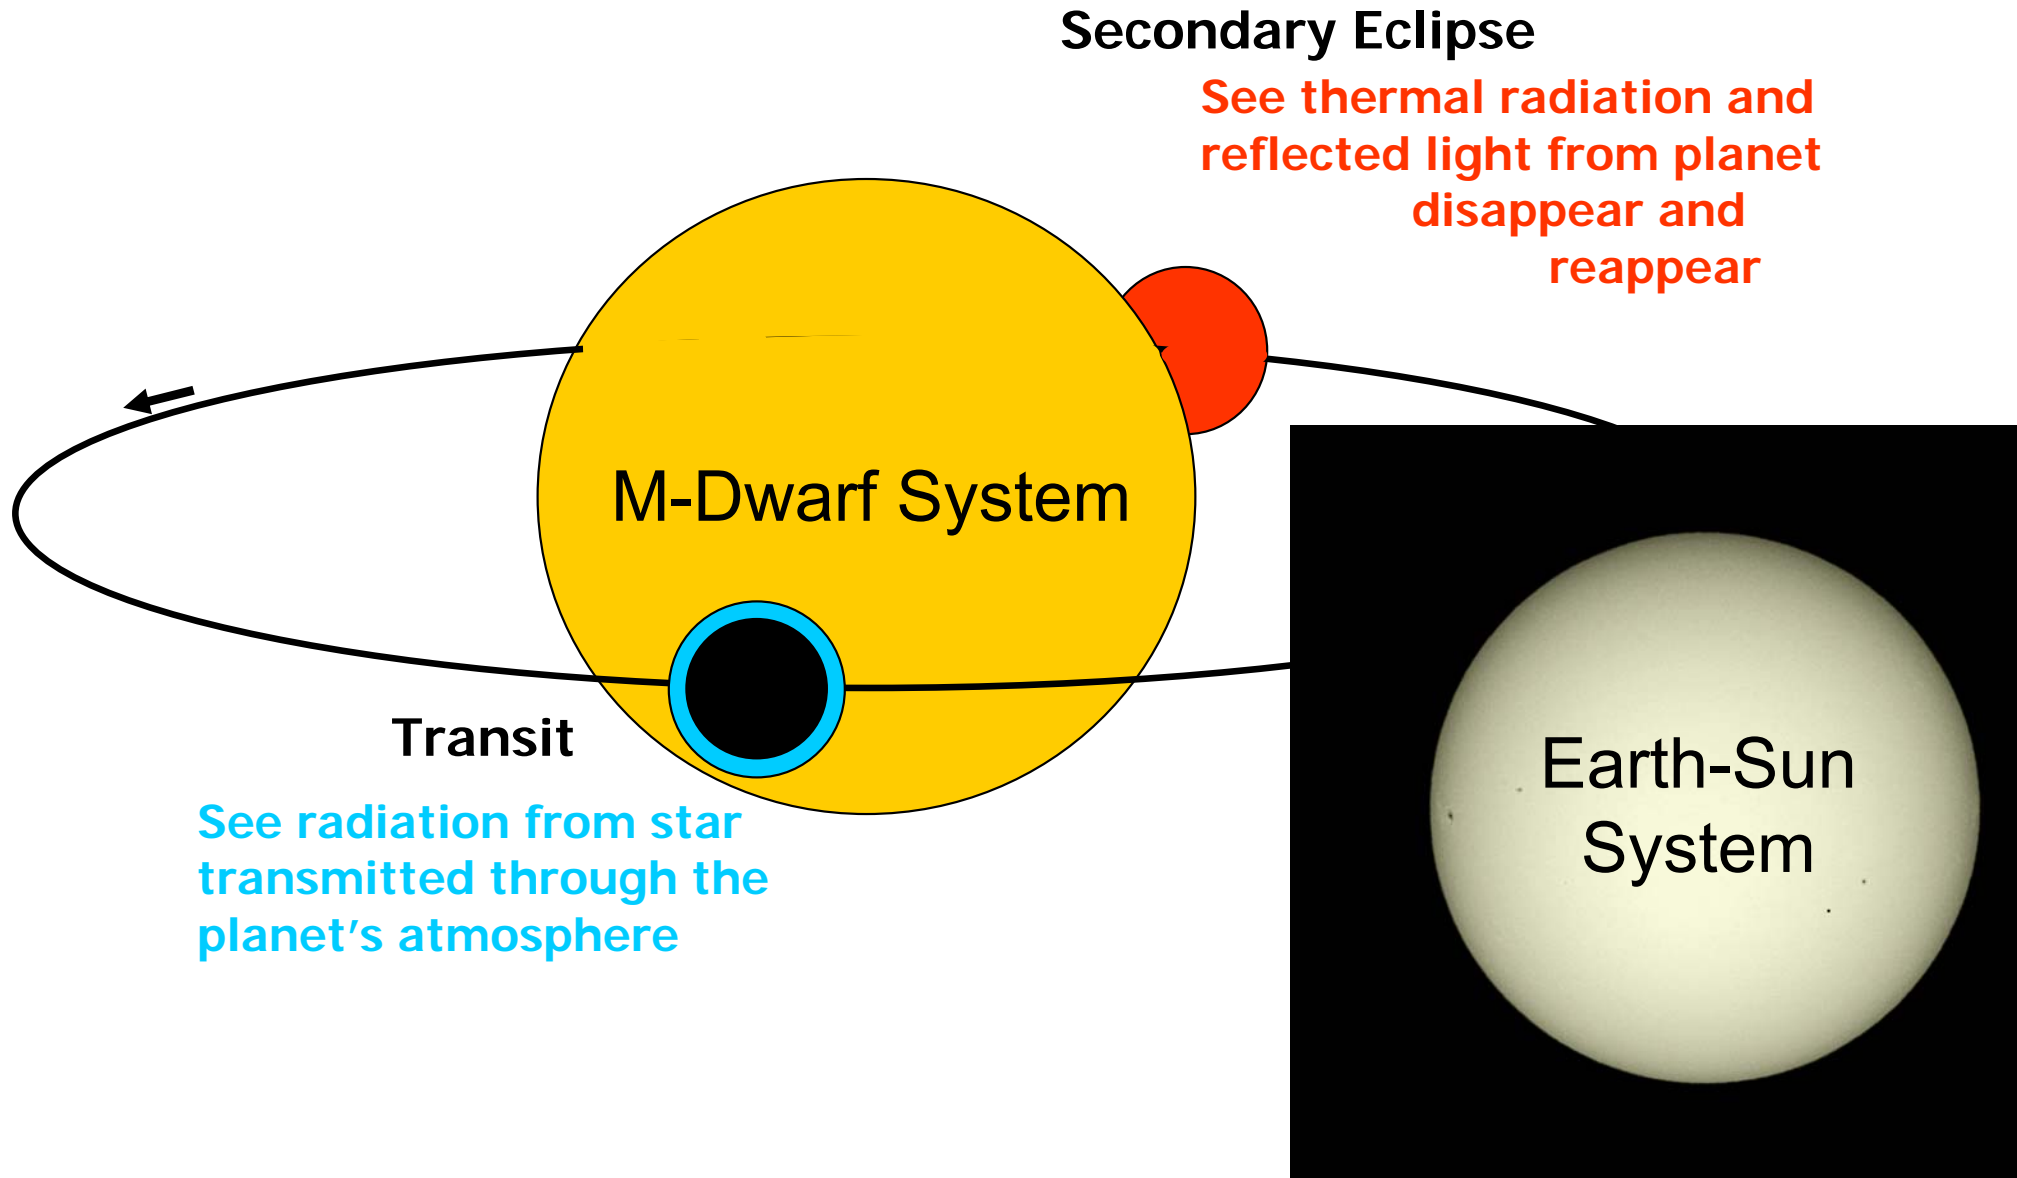 Secondary Eclipse
See thermal radiation and
reflected light from planet
disappear and
reappear
M-Dwarf System
Transit
See radiation from star
transmitted through the
planet’s atmosphere
Earth-Sun
System